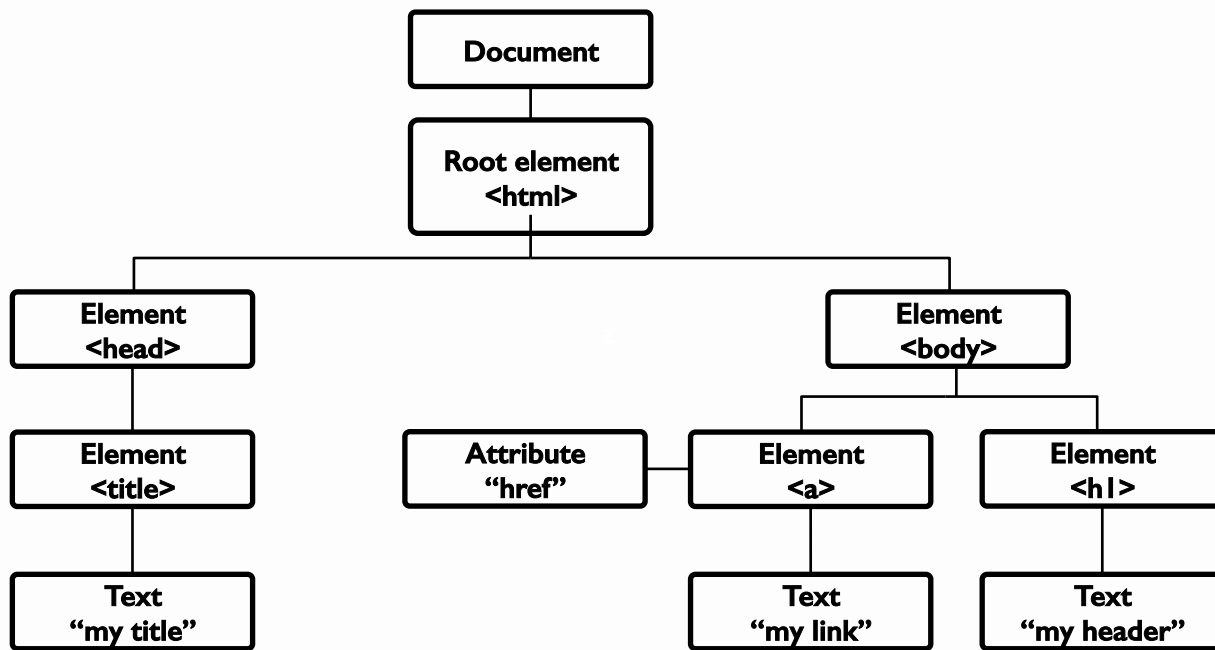 Document
Root element
<html>
Element
<head>
Element
<body>
Element
<title>
Attribute
“href”
Element
<a>
Element
<h1>
Text
“my title”
Text
“my link”
Text
“my header”